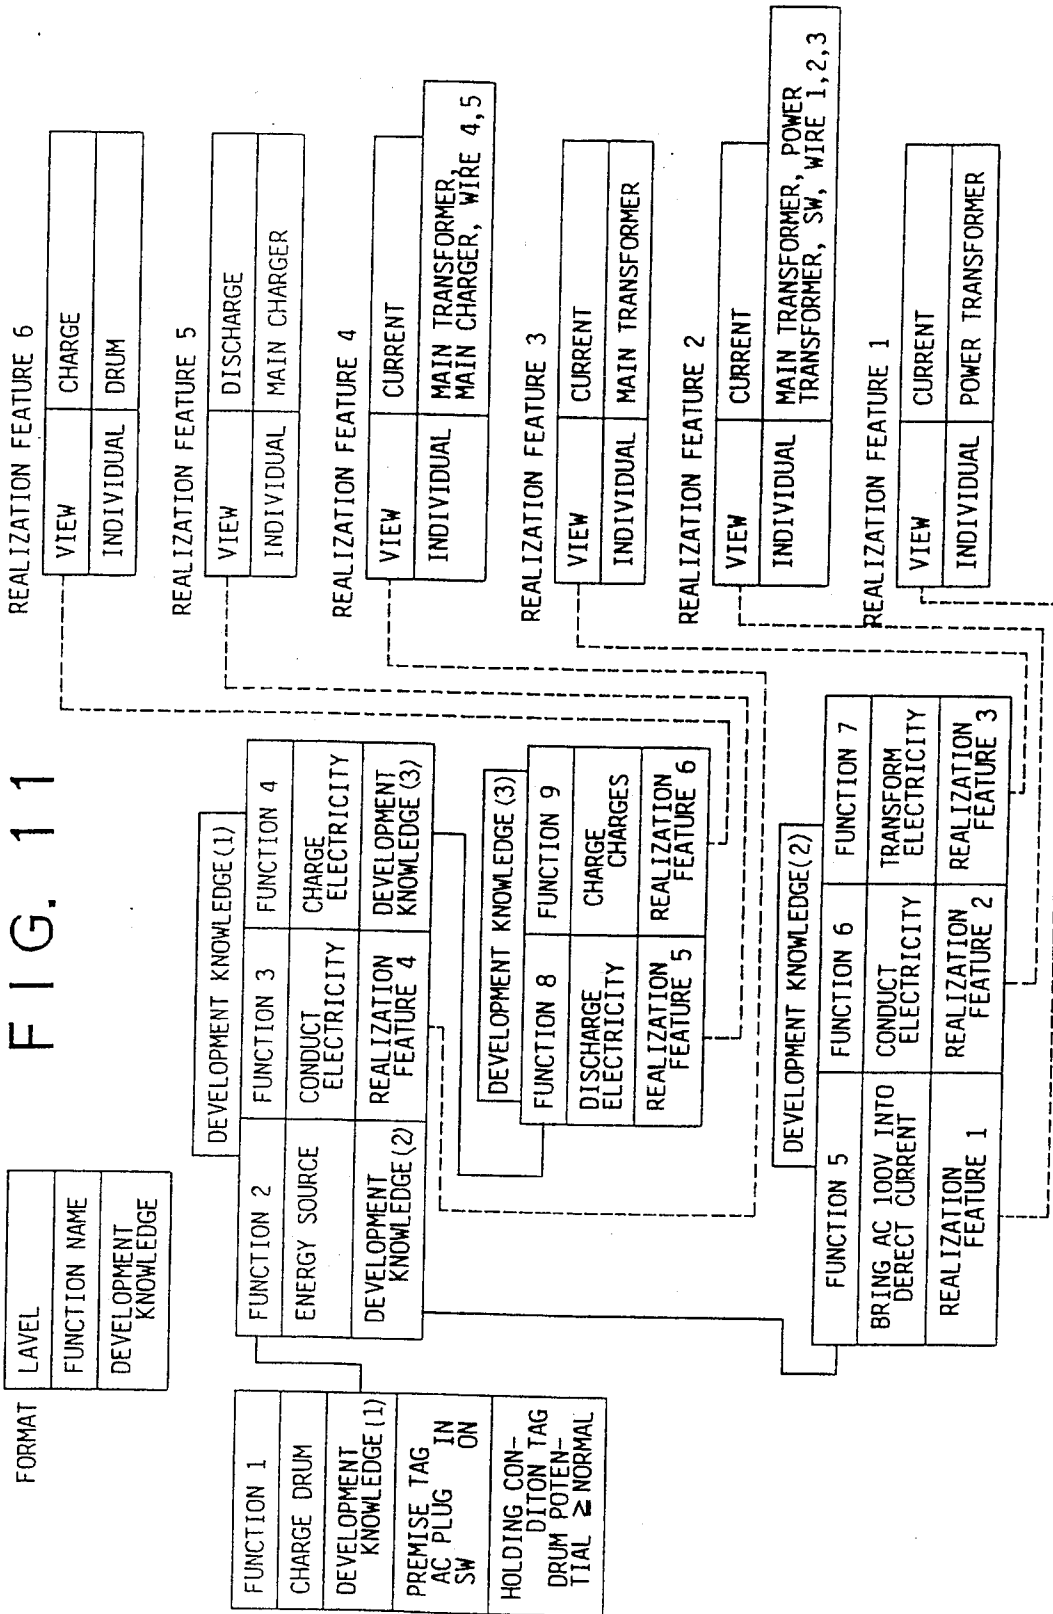 FIG. 11
FORMAT
LAVEL
FUNCTION NAME
DEVELOPMENT
KNOWLEDGE
FUNCTION 1
CHARGE DRUM
DEVELOPMENT
KNOWLEDGE (1)
PREMISE TAG
AC PLUG IN
SW ON
HOLDING CON-
DITON TAG
DRUM POTEN-
TIAL ≧ NORMAL
DEVELOPMENT KNOWLEDGE(1)
FUNCTION 2
ENERGY SOURCE
DEVELOPMENT
KNOWLEDGE (2)
FUNCTION 3
CONDUCT
ELECTRICITY
REALIZATION
FEATURE 4
FUNCTION 4
CHARGE
ELECTRICITY
DEVELOPMENT
KNOWLEDGE (3)
DEVELOPMENT KNOWLEDGE (3)
FUNCTION 8
DISCHARGE
ELECTRICITY
REALIZATION
FEATURE 5
FUNCTION 9
CHARGE
CHARGES
REALIZATION
FEATURE 6
DEVELOPMENT KNOWLEDGE(2)
FUNCTION 5
BRING AC 100V INTO
DERECT CURRENT
REALIZATION
FEATURE 1
FUNCTION 6
CONDUCT
ELECTRICITY
REALIZATION
FEATURE 2
FUNCTION 7
TRANSFORM
ELECTRICITY
REALIZATION
FEATURE 3
REALIZATION FEATURE 6
VIEW CHARGE
INDIVIDUAL DRUM
REALIZATION FEATURE 5
VIEW DISCHARGE
INDIVIDUAL MAIN CHARGER
REALIZATION FEATURE 4
VIEW CURRENT
INDIVIDUAL MAIN TRANSFORMER,
MAIN CHARGER, WIRE 4,5
REALIZATION FEATURE 3
VIEW CURRENT
INDIVIDUAL MAIN TRANSFORMER
REALIZATION FEATURE 2
VIEW CURRENT
INDIVIDUAL MAIN TRANSFORMER, POWER
TRANSFORMER, SW, WIRE 1,2,3
REALIZATION FEATURE 1
VIEW CURRENT
INDIVIDUAL POWER TRANSFORMER